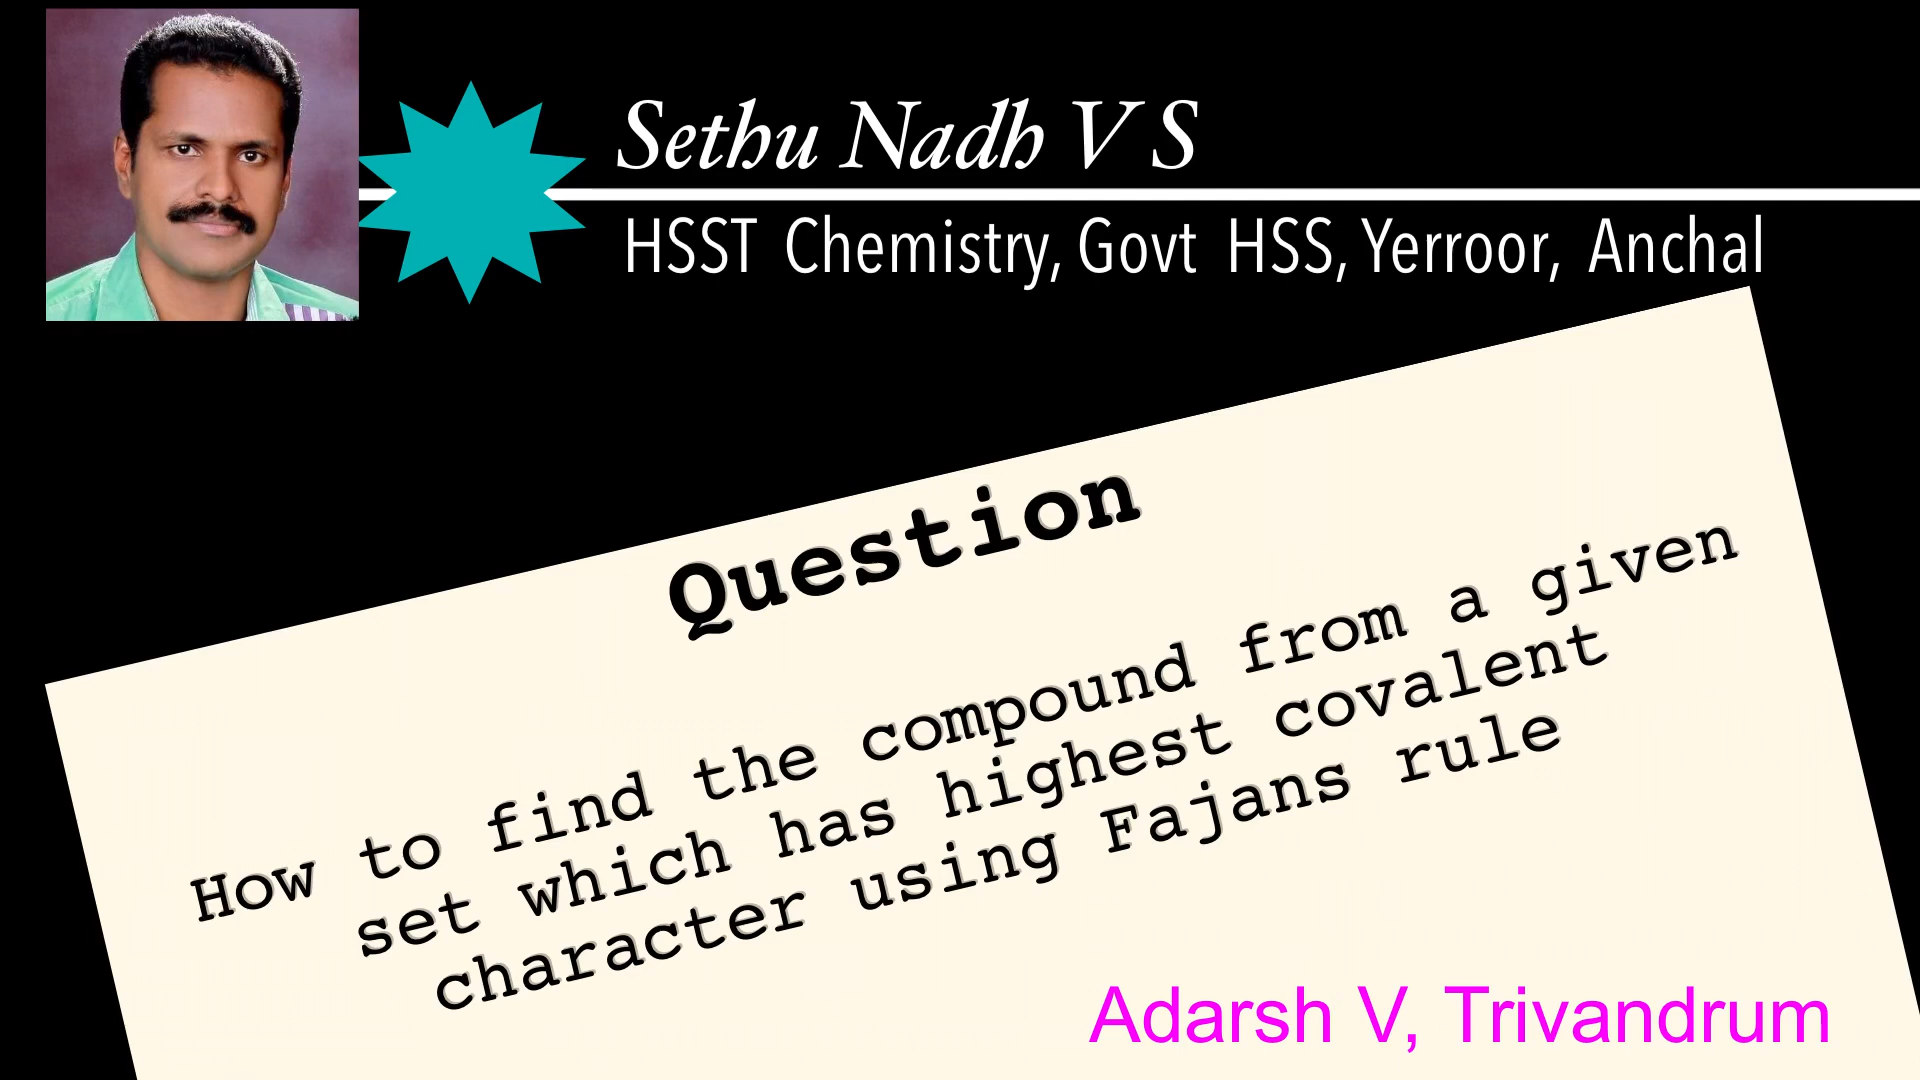 Sethu Nadh V S
HSST Chemistry, Govt HSS, Yerroor, Anchal
Question
How to find the compound from a given
set which has highest covalent
character using Fajans rule
Adarsh V, Trivandrum